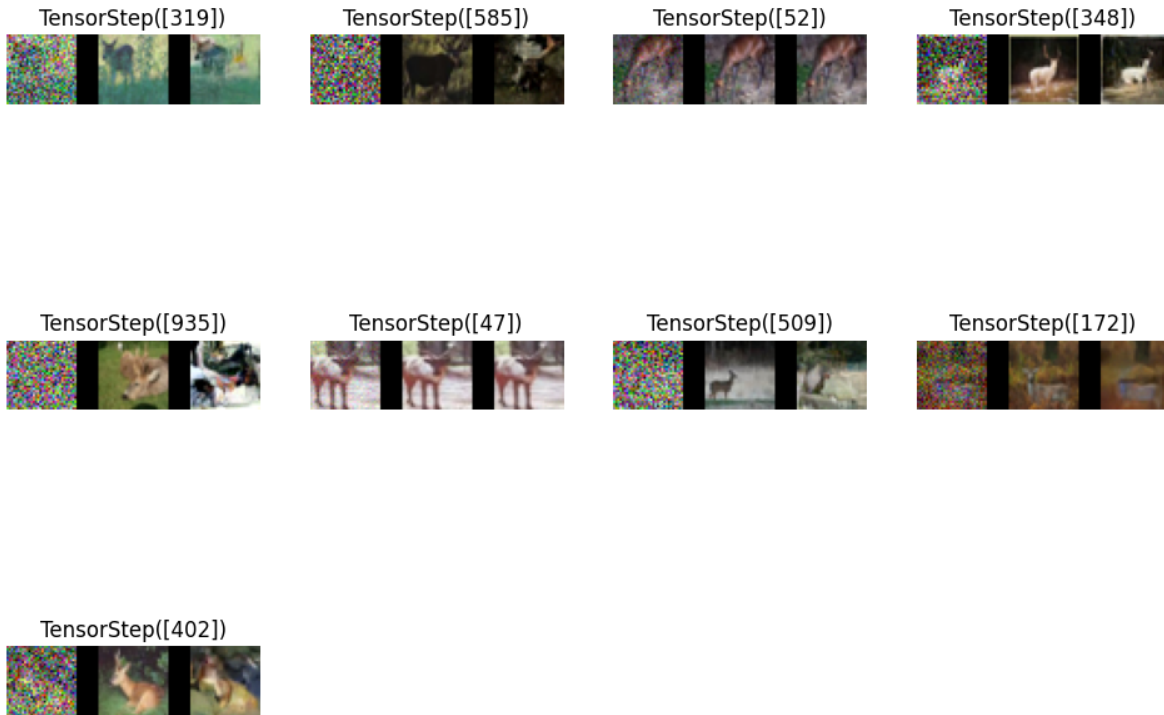 TensorStep([319])
TensorStep([585])
TensorStep([52])
TensorStep([348])
TensorStep([935])
TensorStep([47])
TensorStep([509])
TensorStep([172])
TensorStep([402])